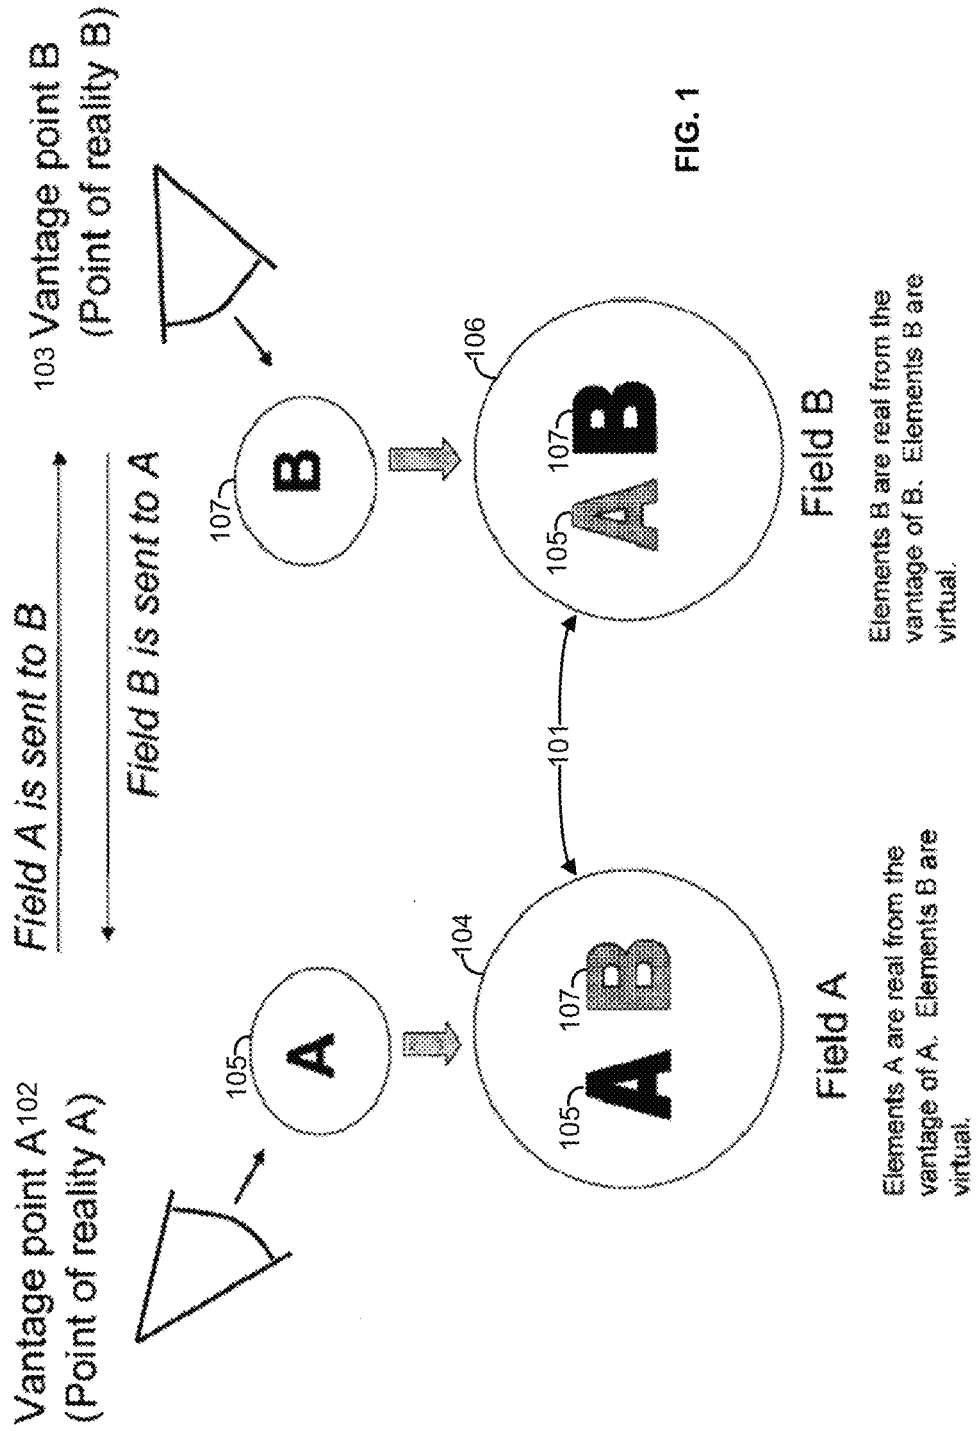 Vantage point A 102
(Point of reality A)
Field A is sent to B
Field B is sent to A
103 Vantage point B
(Point of reality B)
105
A
107
B
104
105
A
107
B
101
106
105
A
107
B
Field A
Field B
Elements A are real from the
vantage of A. Elements B are
virtual.
Elements B are real from the
vantage of B. Elements B are
virtual.
FIG. 1